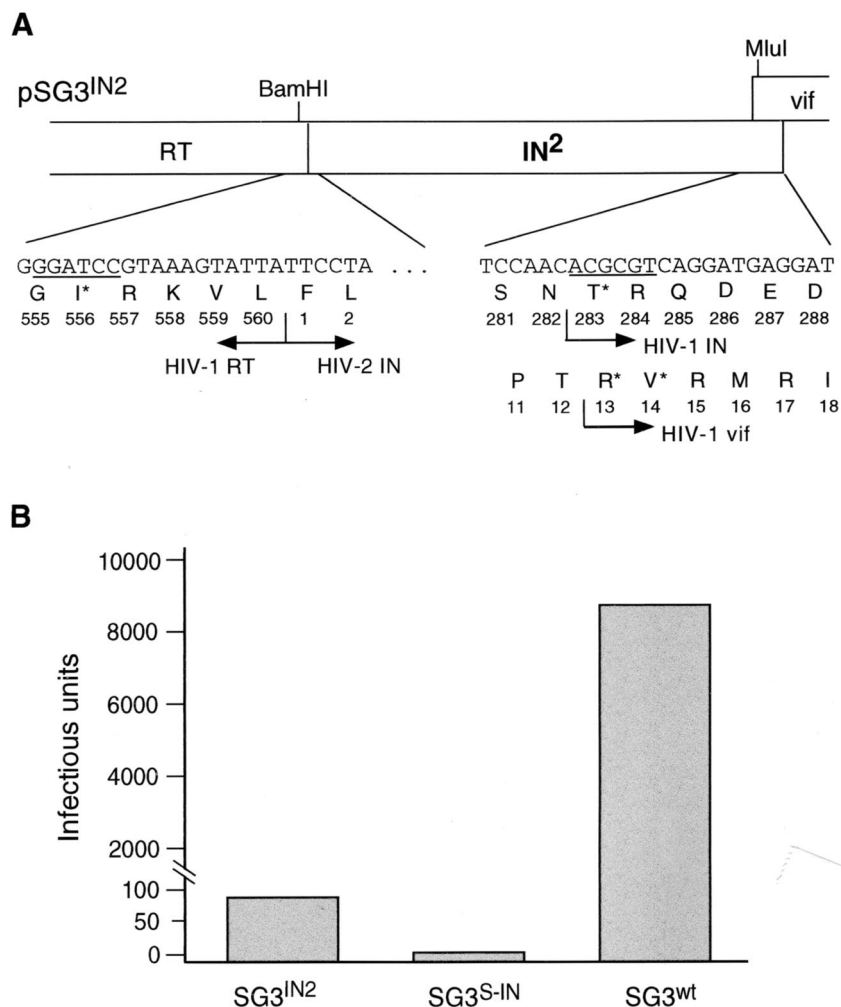 A
pSG3IN2
BamHI
MluI
vif
RT
IN2
GGGATCCGTAAAGTATTATTCCTA ...
TCCAACACGCGTCAGGATGAGGAT
G I* R K V L F L
S N T* R Q D E D
555 556 557 558 559 560 1 2
281 282 283 284 285 286 287 288
HIV-1 RT
HIV-2 IN
HIV-1 IN
P T R* V* R M R I
11 12 13 14 15 16 17 18
HIV-1 vif
B
Infectious units
10000
8000
6000
4000
2000
100
50
0
SG3IN2
SG3S-IN
SG3wt